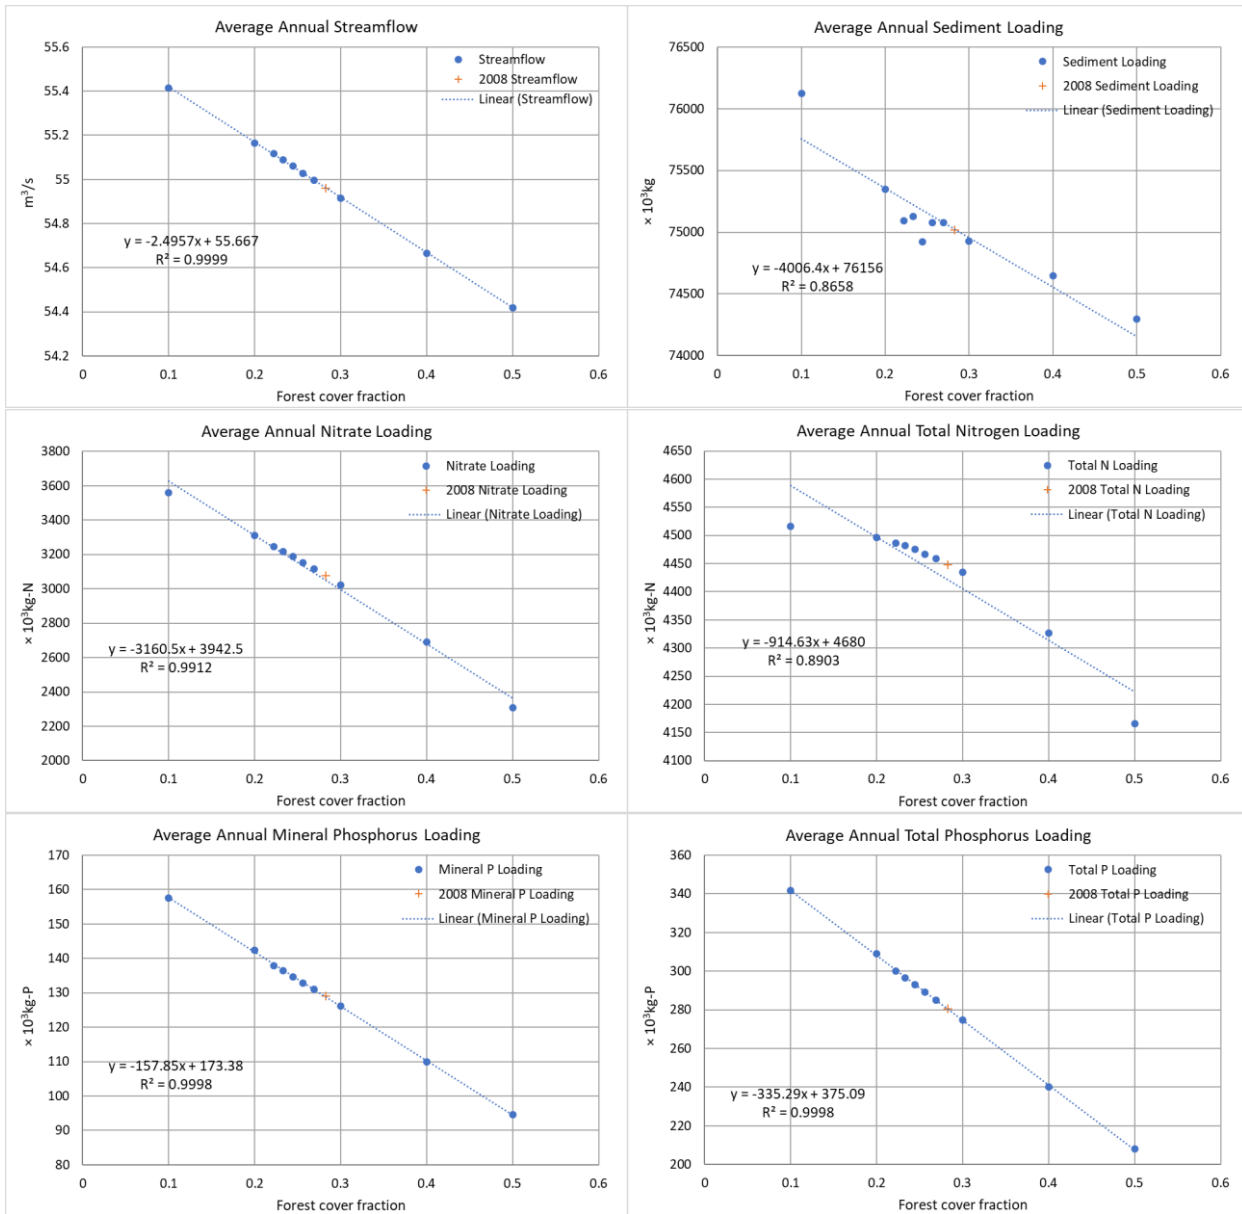 Average Annual Streamflow
55.6
55.4
55.2
55
54.8
54.6
54.4
54.2
m³/s
Streamflow
2008 Streamflow
Linear (Streamflow)
y = -2.4957x + 55.667
R² = 0.9999
0 0.1 0.2 0.3 0.4 0.5 0.6
Forest cover fraction
Average Annual Sediment Loading
76500
76000
75500
75000
74500
74000
× 10³kg
Sediment Loading
2008 Sediment Loading
Linear (Sediment Loading)
y = -4006.4x + 76156
R² = 0.8658
0 0.1 0.2 0.3 0.4 0.5 0.6
Forest cover fraction
Average Annual Nitrate Loading
3800
3600
3400
3200
3000
2800
2600
2400
2200
2000
× 10³kg-N
Nitrate Loading
2008 Nitrate Loading
Linear (Nitrate Loading)
y = -3160.5x + 3942.5
R² = 0.9912
0 0.1 0.2 0.3 0.4 0.5 0.6
Forest cover fraction
Average Annual Total Nitrogen Loading
4650
4600
4550
4500
4450
4400
4350
4300
4250
4200
4150
4100
× 10³kg-N
Total N Loading
2008 Total N Loading
Linear (Total N Loading)
y = -914.63x + 4680
R² = 0.8903
0 0.1 0.2 0.3 0.4 0.5 0.6
Forest cover fraction
Average Annual Mineral Phosphorus Loading
170
160
150
140
130
120
110
100
90
80
× 10³kg-P
Mineral P Loading
2008 Mineral P Loading
Linear (Mineral P Loading)
y = -157.85x + 173.38
R² = 0.9998
0 0.1 0.2 0.3 0.4 0.5 0.6
Forest cover fraction
Average Annual Total Phosphorus Loading
360
340
320
300
280
260
240
220
200
× 10³kg-P
Total P Loading
2008 Total P Loading
Linear (Total P Loading)
y = -335.29x + 375.09
R² = 0.9998
0 0.1 0.2 0.3 0.4 0.5 0.6
Forest cover fraction